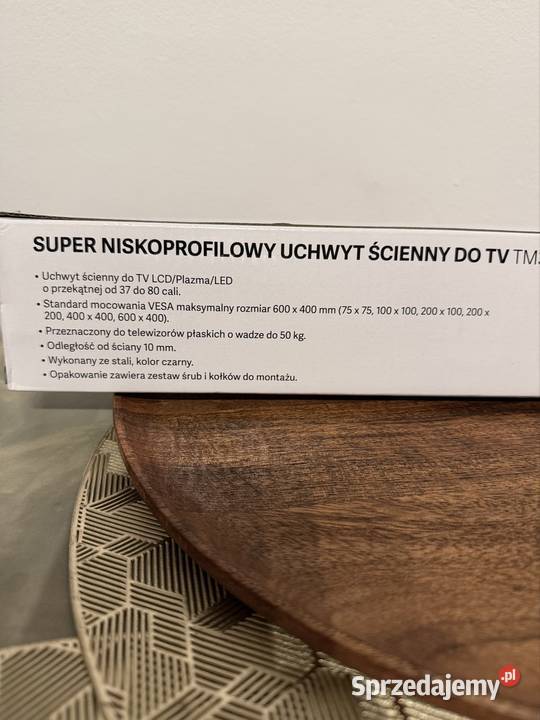 SUPER NISKOPROFILOWY UCHWYT ŚCIENNY DO TV
• Uchwyt ścienny do TV LCD/Plazma/LED
o przekątnej od 37 do 80 cali.
• Standard mocowania VESA maksymalny rozmiar 600 x 400 mm (75 x 75, 100 x 100, 200 x 100, 200 x
200, 400 x 400, 600 x 400).
• Przeznaczony do telewizorów płaskich o wadze do 50 kg.
• Odległość od ściany 10 mm.
• Wykonany ze stali, kolor czarny.
• Opakowanie zawiera zestaw śrub i kołków do montażu.
Sprzedajemy.pl